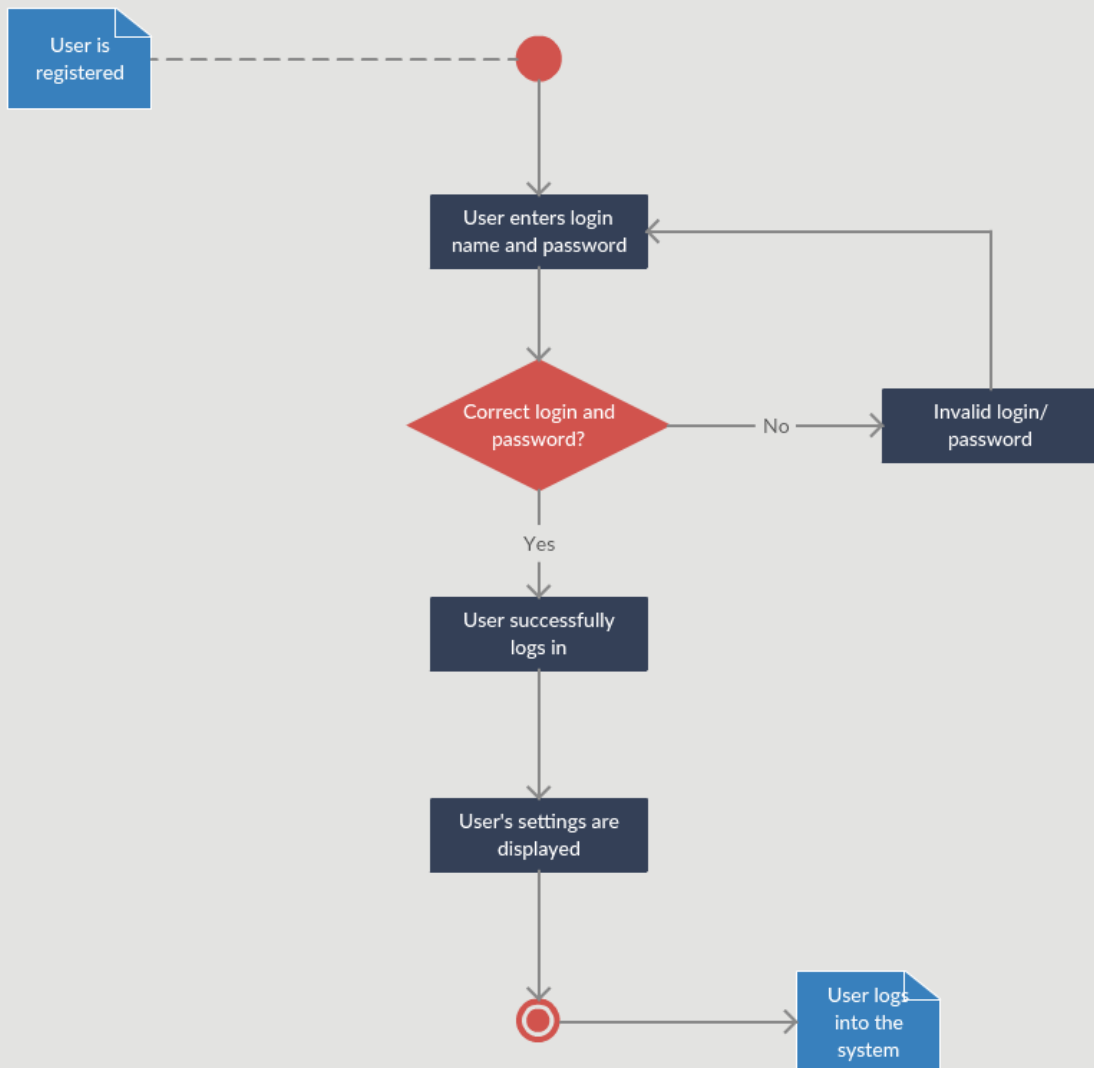 User is
registered
User enters login
name and password
Correct login and
password?
No
Invalid login/
password
Yes
User successfully
logs in
User's settings are
displayed
User logs
into the
system